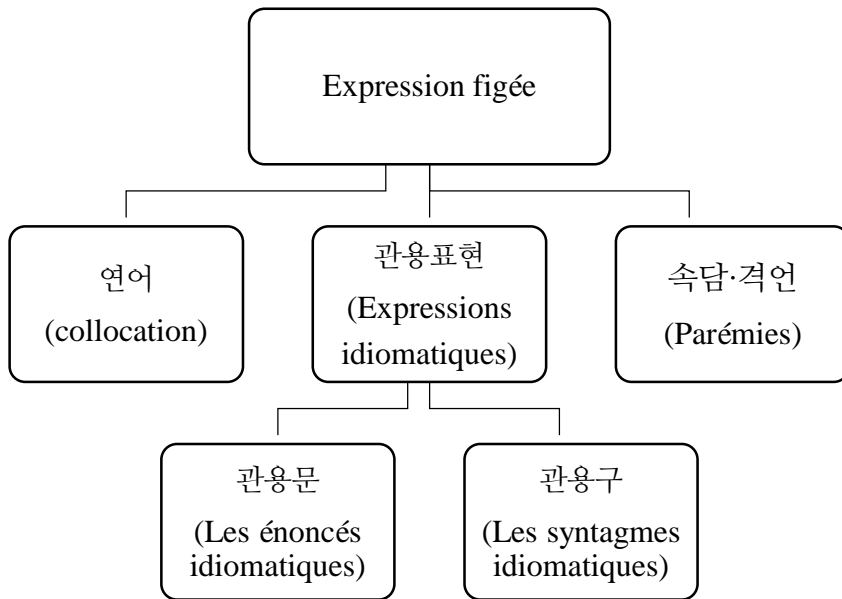 Expression figée
연어
(collocation)
관용표현
(Expressions
idiomatiques)
속담·격언
(Parémies)
관용문
(Les énoncés
idiomatiques)
관용구
(Les syntagmes
idiomatiques)